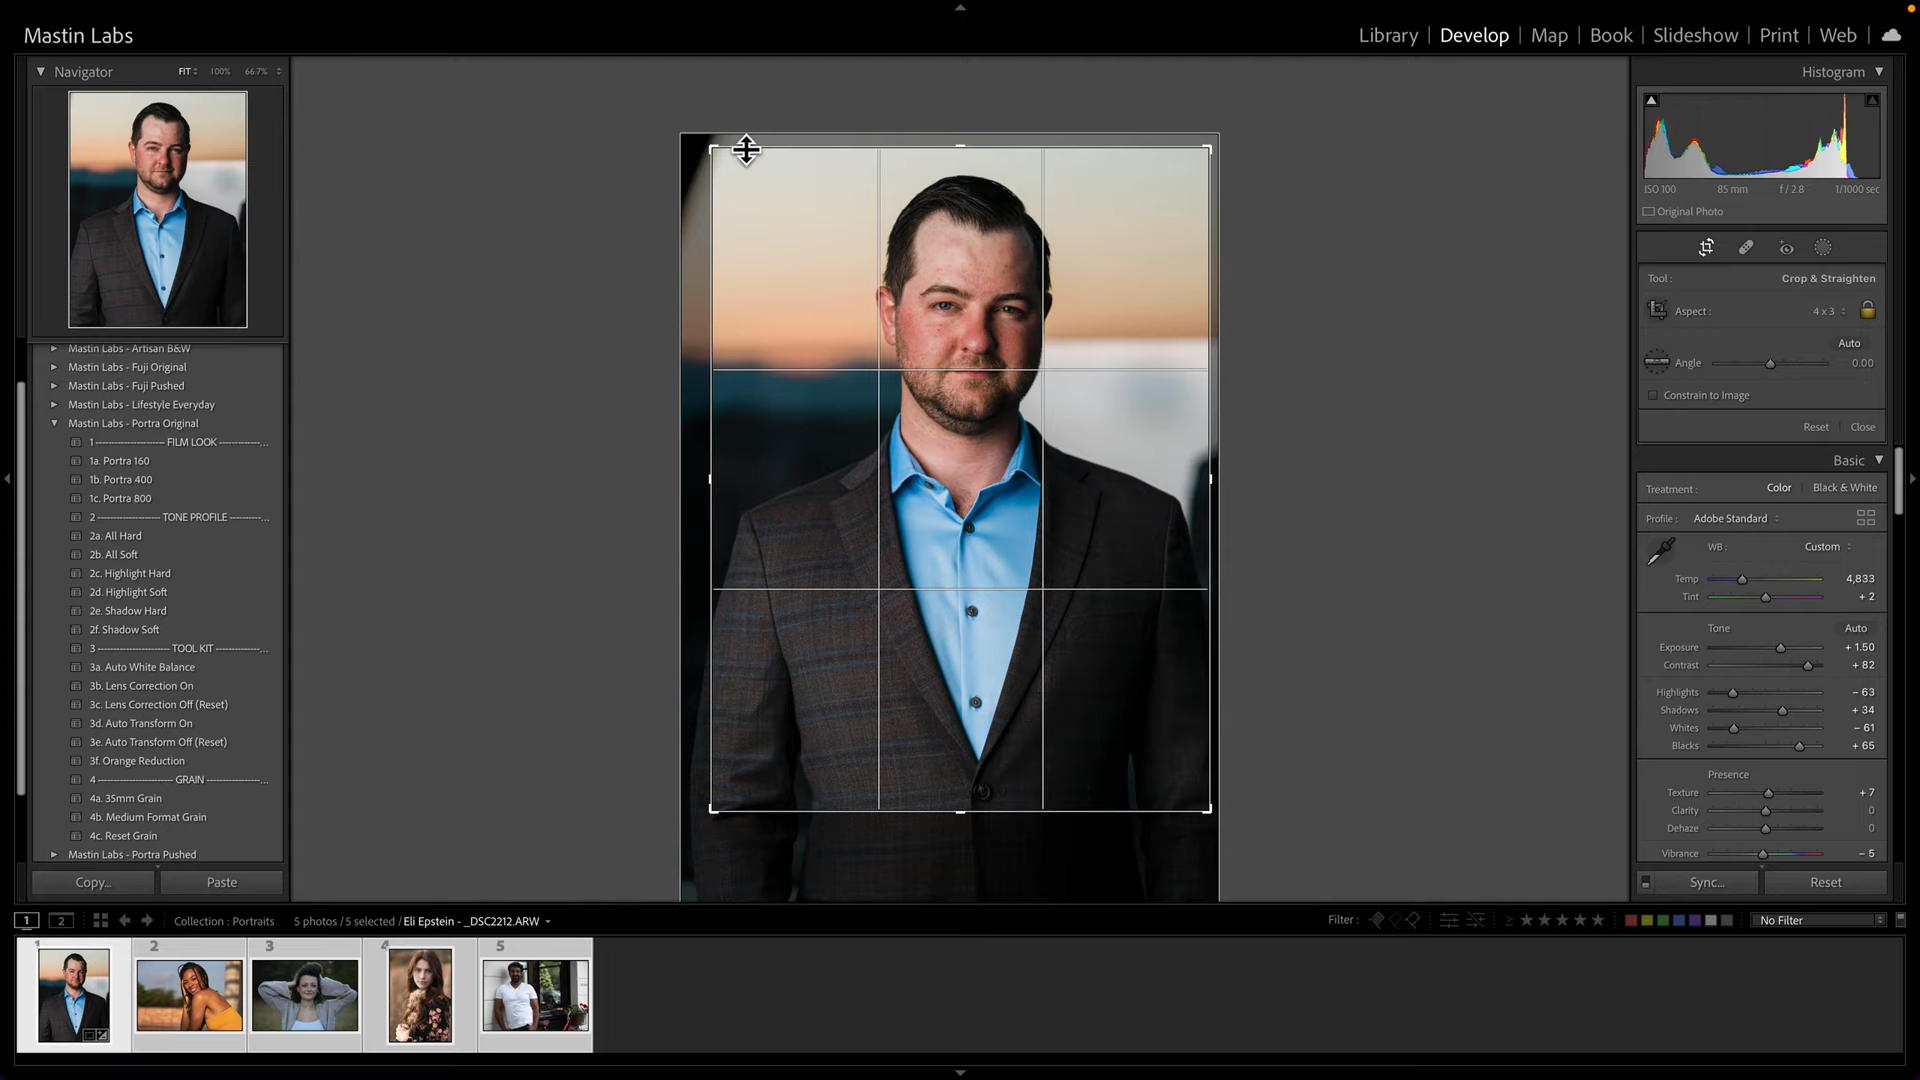 Mastin Labs
Library | Develop | Map | Book | Slideshow | Print | Web
Navigator
FIT
100%
66.7%
Mastin Labs - Artisan B&W
Mastin Labs - Fuji Original
Mastin Labs - Fuji Pushed
Mastin Labs - Lifestyle Everyday
Mastin Labs - Portra Original
1 ---------------------- FILM LOOK -------------...
1a. Portra 160
1b. Portra 400
1c. Portra 800
2 -------------------- TONE PROFILE ----------...
2a. All Hard
2b. All Soft
2c. Highlight Hard
2d. Highlight Soft
2e. Shadow Hard
2f. Shadow Soft
3 ---------------------- TOOL KIT ---------------...
3a. Auto White Balance
3b. Lens Correction On
3c. Lens Correction Off (Reset)
3d. Auto Transform On
3e. Auto Transform Off (Reset)
3f. Orange Reduction
4 ---------------------- GRAIN ------------------...
4a. 35mm Grain
4b. Medium Format Grain
4c. Reset Grain
Mastin Labs - Portra Pushed
Copy...
Paste
Histogram
ISO 100
85 mm
f / 2.8
1/1000 sec
Original Photo
Tool :
Crop & Straighten
Aspect :
4 x 3
Auto
Angle
0.00
Constrain to Image
Reset
Close
Basic
Treatment :
Color
Black & White
Profile :
Adobe Standard
WB :
Custom
Temp
4,833
Tint
+ 2
Tone
Auto
Exposure
+ 1.50
Contrast
+ 82
Highlights
– 63
Shadows
+ 34
Whites
– 61
Blacks
+ 65
Presence
Texture
+ 7
Clarity
0
Dehaze
0
Vibrance
– 5
Sync...
Reset
1
2
Collection : Portraits
5 photos / 5 selected / Eli Epstein - _DSC2212.ARW
Filter :
≥
No Filter
1
2
3
4
5